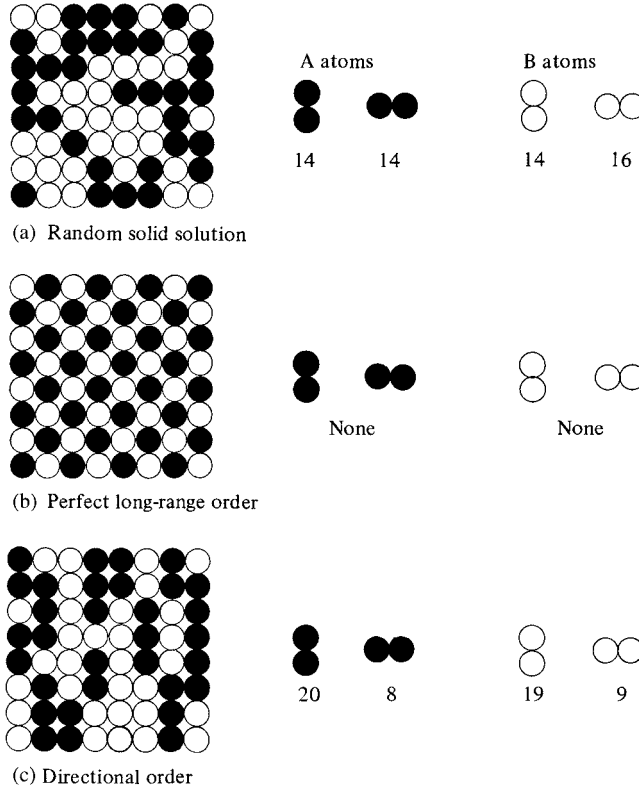 A atoms B atoms
14 14 14 16
(a) Random solid solution
None None
(b) Perfect long-range order
20 8 19 9
(c) Directional order